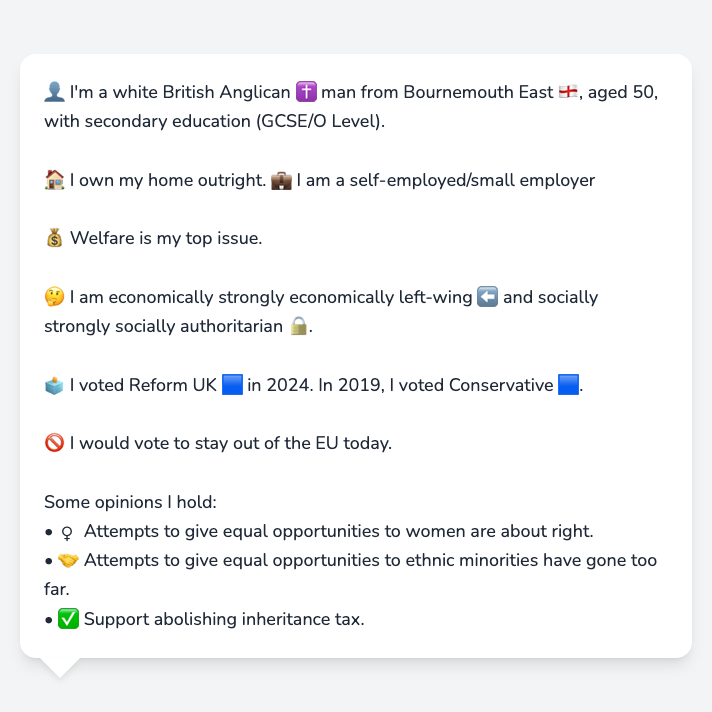 👤 I'm a white British Anglican ✝️ man from Bournemouth East 🏴󠁧󠁢󠁥󠁮󠁧󠁿, aged 50,
with secondary education (GCSE/O Level).
🏠 I own my home outright. 💼 I am a self-employed/small employer
💰 Welfare is my top issue.
🤔 I am economically strongly economically left-wing ⬅️ and socially
strongly socially authoritarian 🔒.
🗳️ I voted Reform UK 🟦 in 2024. In 2019, I voted Conservative 🟦.
🚫 I would vote to stay out of the EU today.
Some opinions I hold:
• ♀ Attempts to give equal opportunities to women are about right.
• 🤝 Attempts to give equal opportunities to ethnic minorities have gone too
far.
• ✅ Support abolishing inheritance tax.